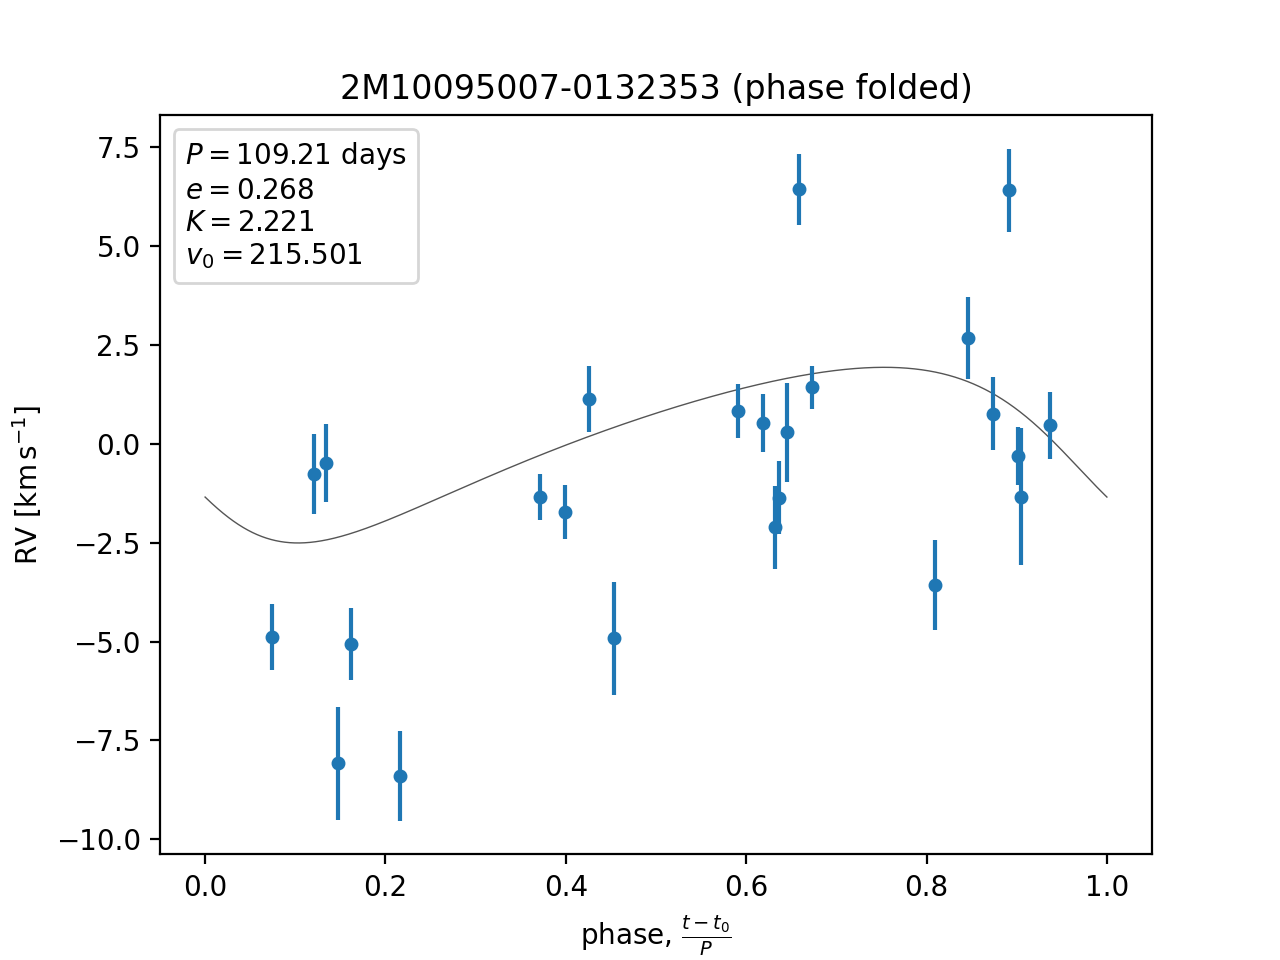 2M10095007-0132353 (phase folded)
P = 109.21 days
e = 0.268
K = 2.221
v₀ = 215.501
RV [km s⁻¹]
7.5
5.0
2.5
0.0
−2.5
−5.0
−7.5
−10.0
0.0 0.2 0.4 0.6 0.8 1.0
phase, (t − t₀)/P